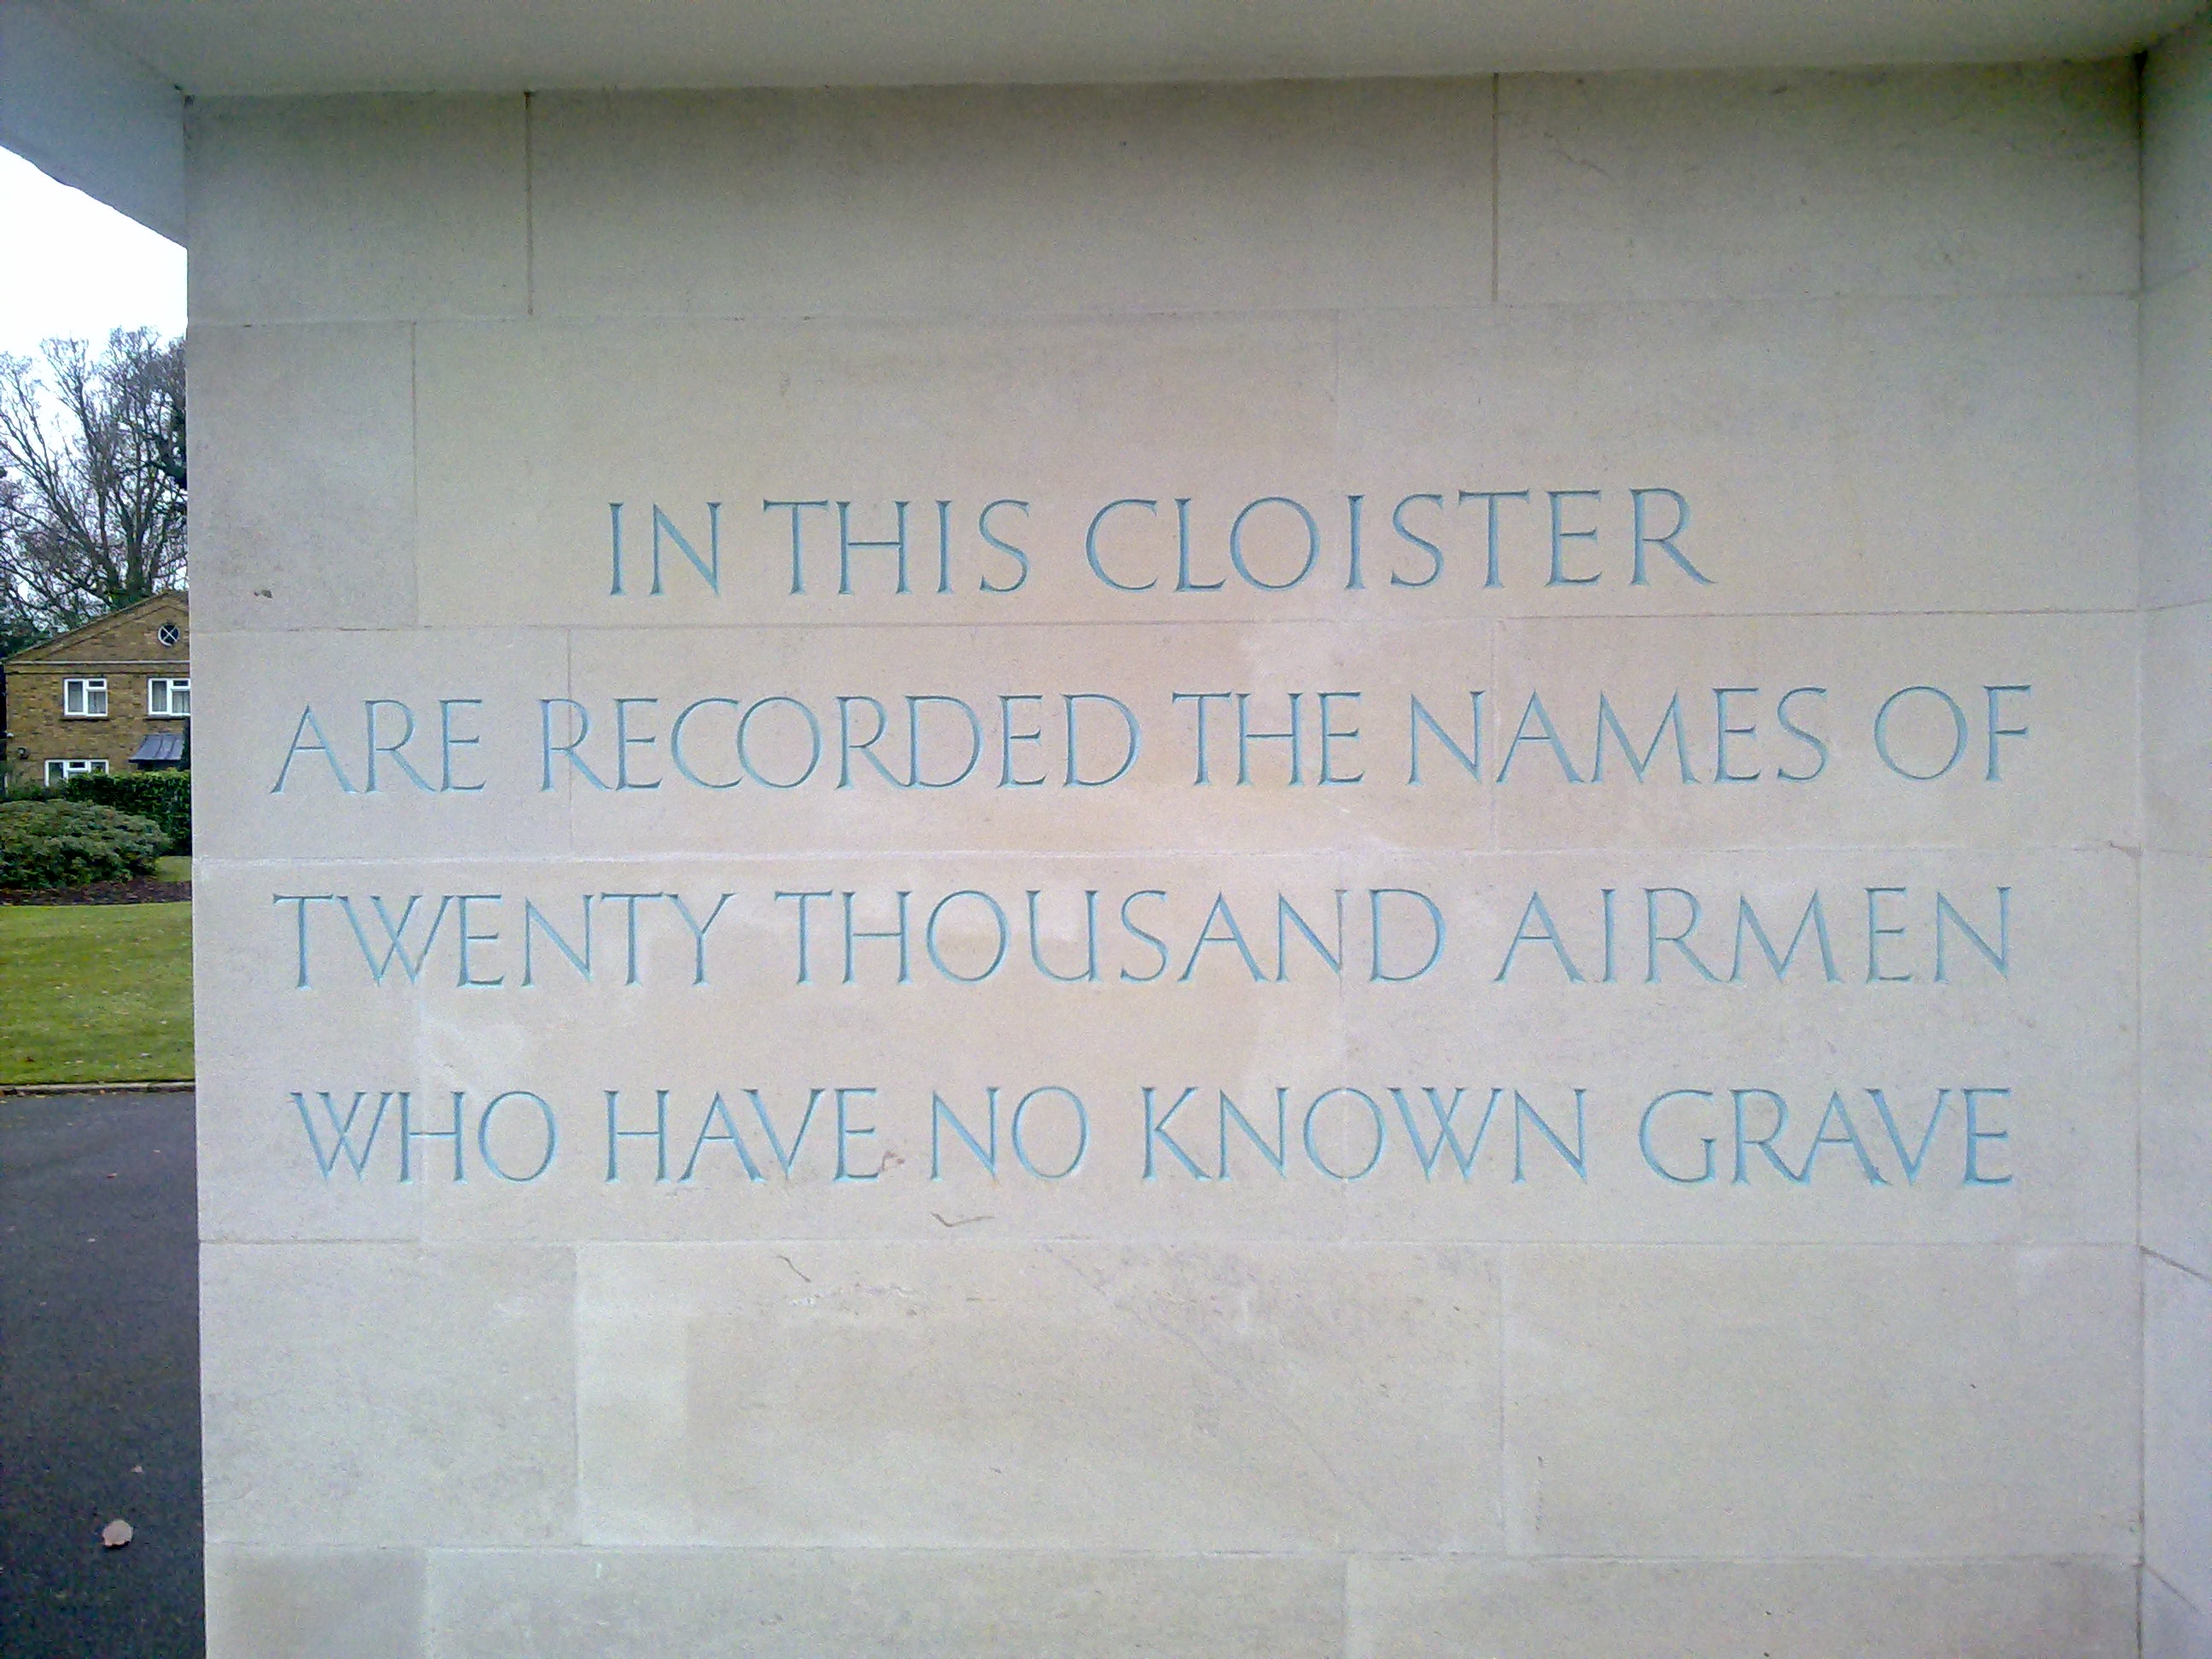 IN THIS CLOISTER
ARE RECORDED THE NAMES OF
TWENTY THOUSAND AIRMEN
WHO HAVE NO KNOWN GRAVE